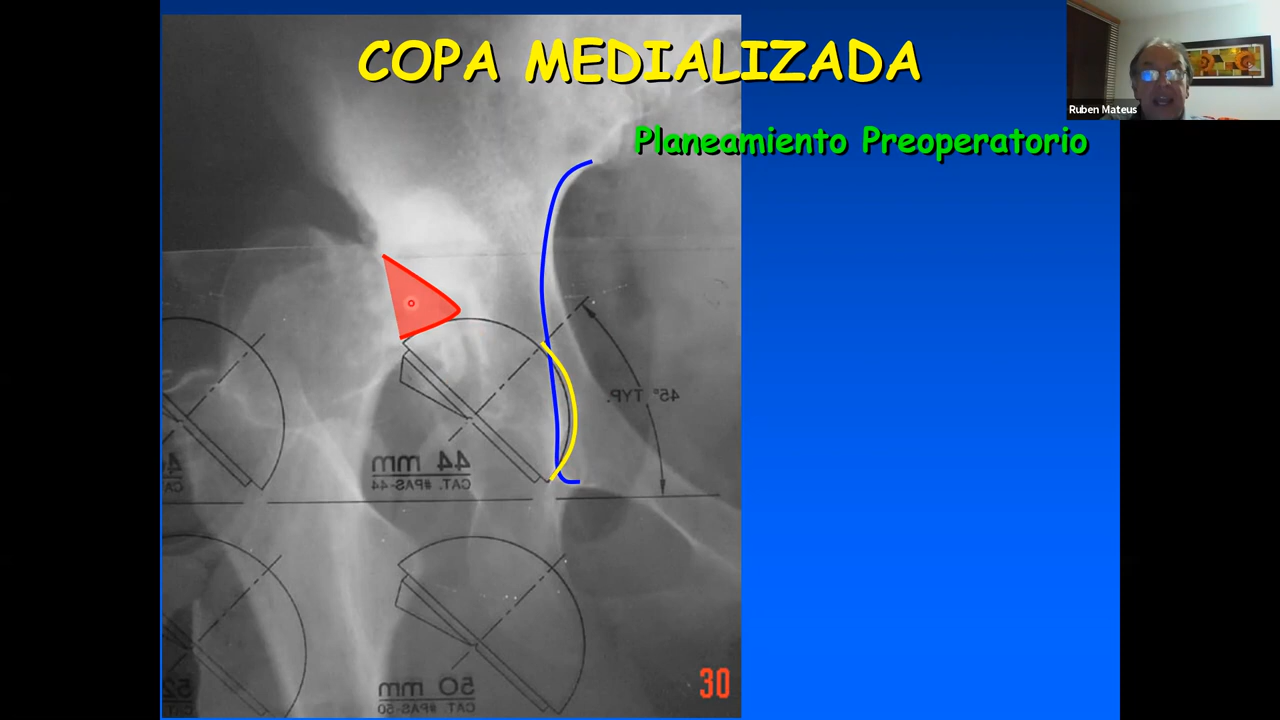 COPA MEDIALIZADA
Ruben Mateus
Planeamiento Preoperatorio
45° TYP.
44 mm
CAT. #PAS-44
50 mm
CAT. #PAS-50
52
30